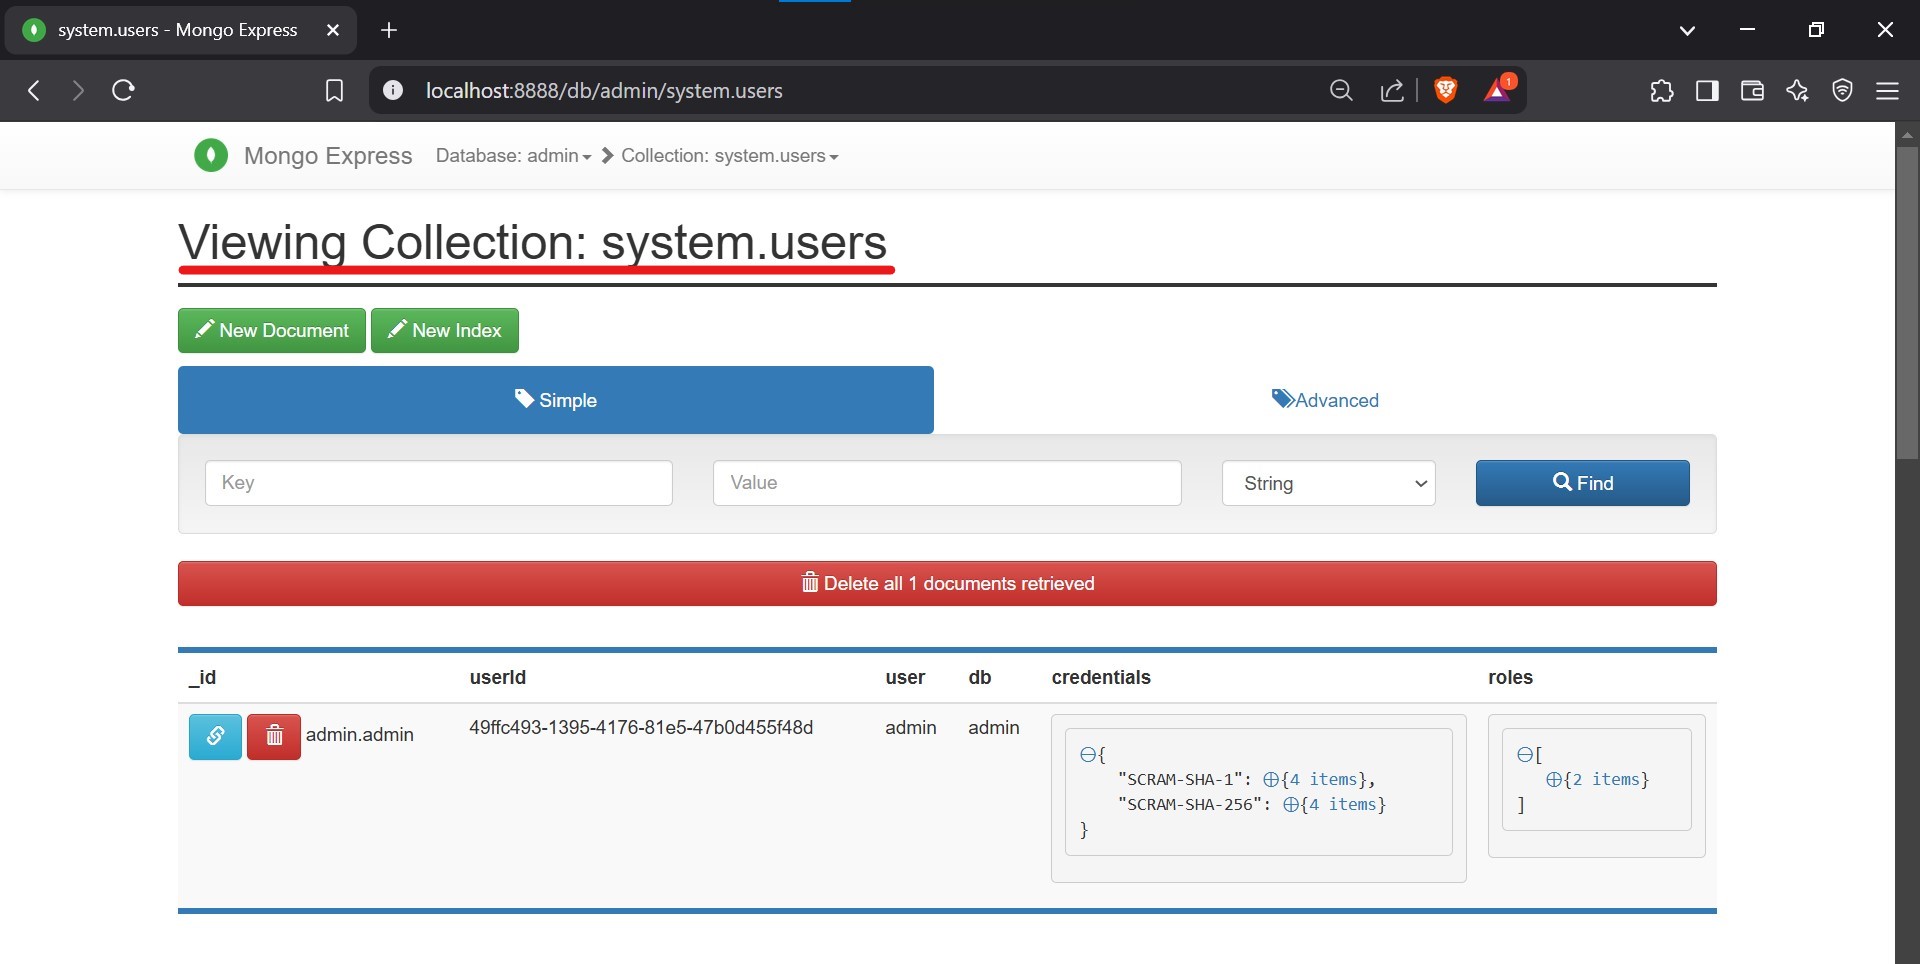 system.users - Mongo Express
localhost:8888/db/admin/system.users
1
Mongo Express Database: admin Collection: system.users
Viewing Collection: system.users
New Document New Index
Simple Advanced
Key Value String Find
Delete all 1 documents retrieved
_id userId user db credentials roles
admin.admin 49ffc493-1395-4176-81e5-47b0d455f48d admin admin
{
"SCRAM-SHA-1": {4 items},
"SCRAM-SHA-256": {4 items}
}
[
{2 items}
]